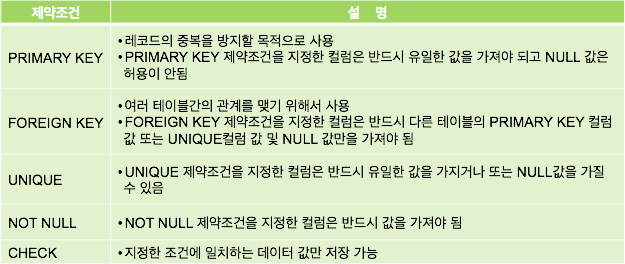 제약조건 설 명
PRIMARY KEY
•레코드의 중복을 방지할 목적으로 사용
•PRIMARY KEY 제약조건을 지정한 컬럼은 반드시 유일한 값을 가져야 되고 NULL 값은
허용이 안됨
FOREIGN KEY
•여러 테이블간의 관계를 맺기 위해서 사용
•FOREIGN KEY 제약조건을 지정한 컬럼은 반드시 다른 테이블의 PRIMARY KEY 컬럼
값 또는 UNIQUE컬럼 값 및 NULL 값만을 가져야 됨
UNIQUE
•UNIQUE 제약조건을 지정한 컬럼은 반드시 유일한 값을 가지거나 또는 NULL값을 가질
수 있음
NOT NULL
•NOT NULL 제약조건을 지정한 컬럼은 반드시 값을 가져야 됨
CHECK
•지정한 조건에 일치하는 데이터 값만 저장 가능